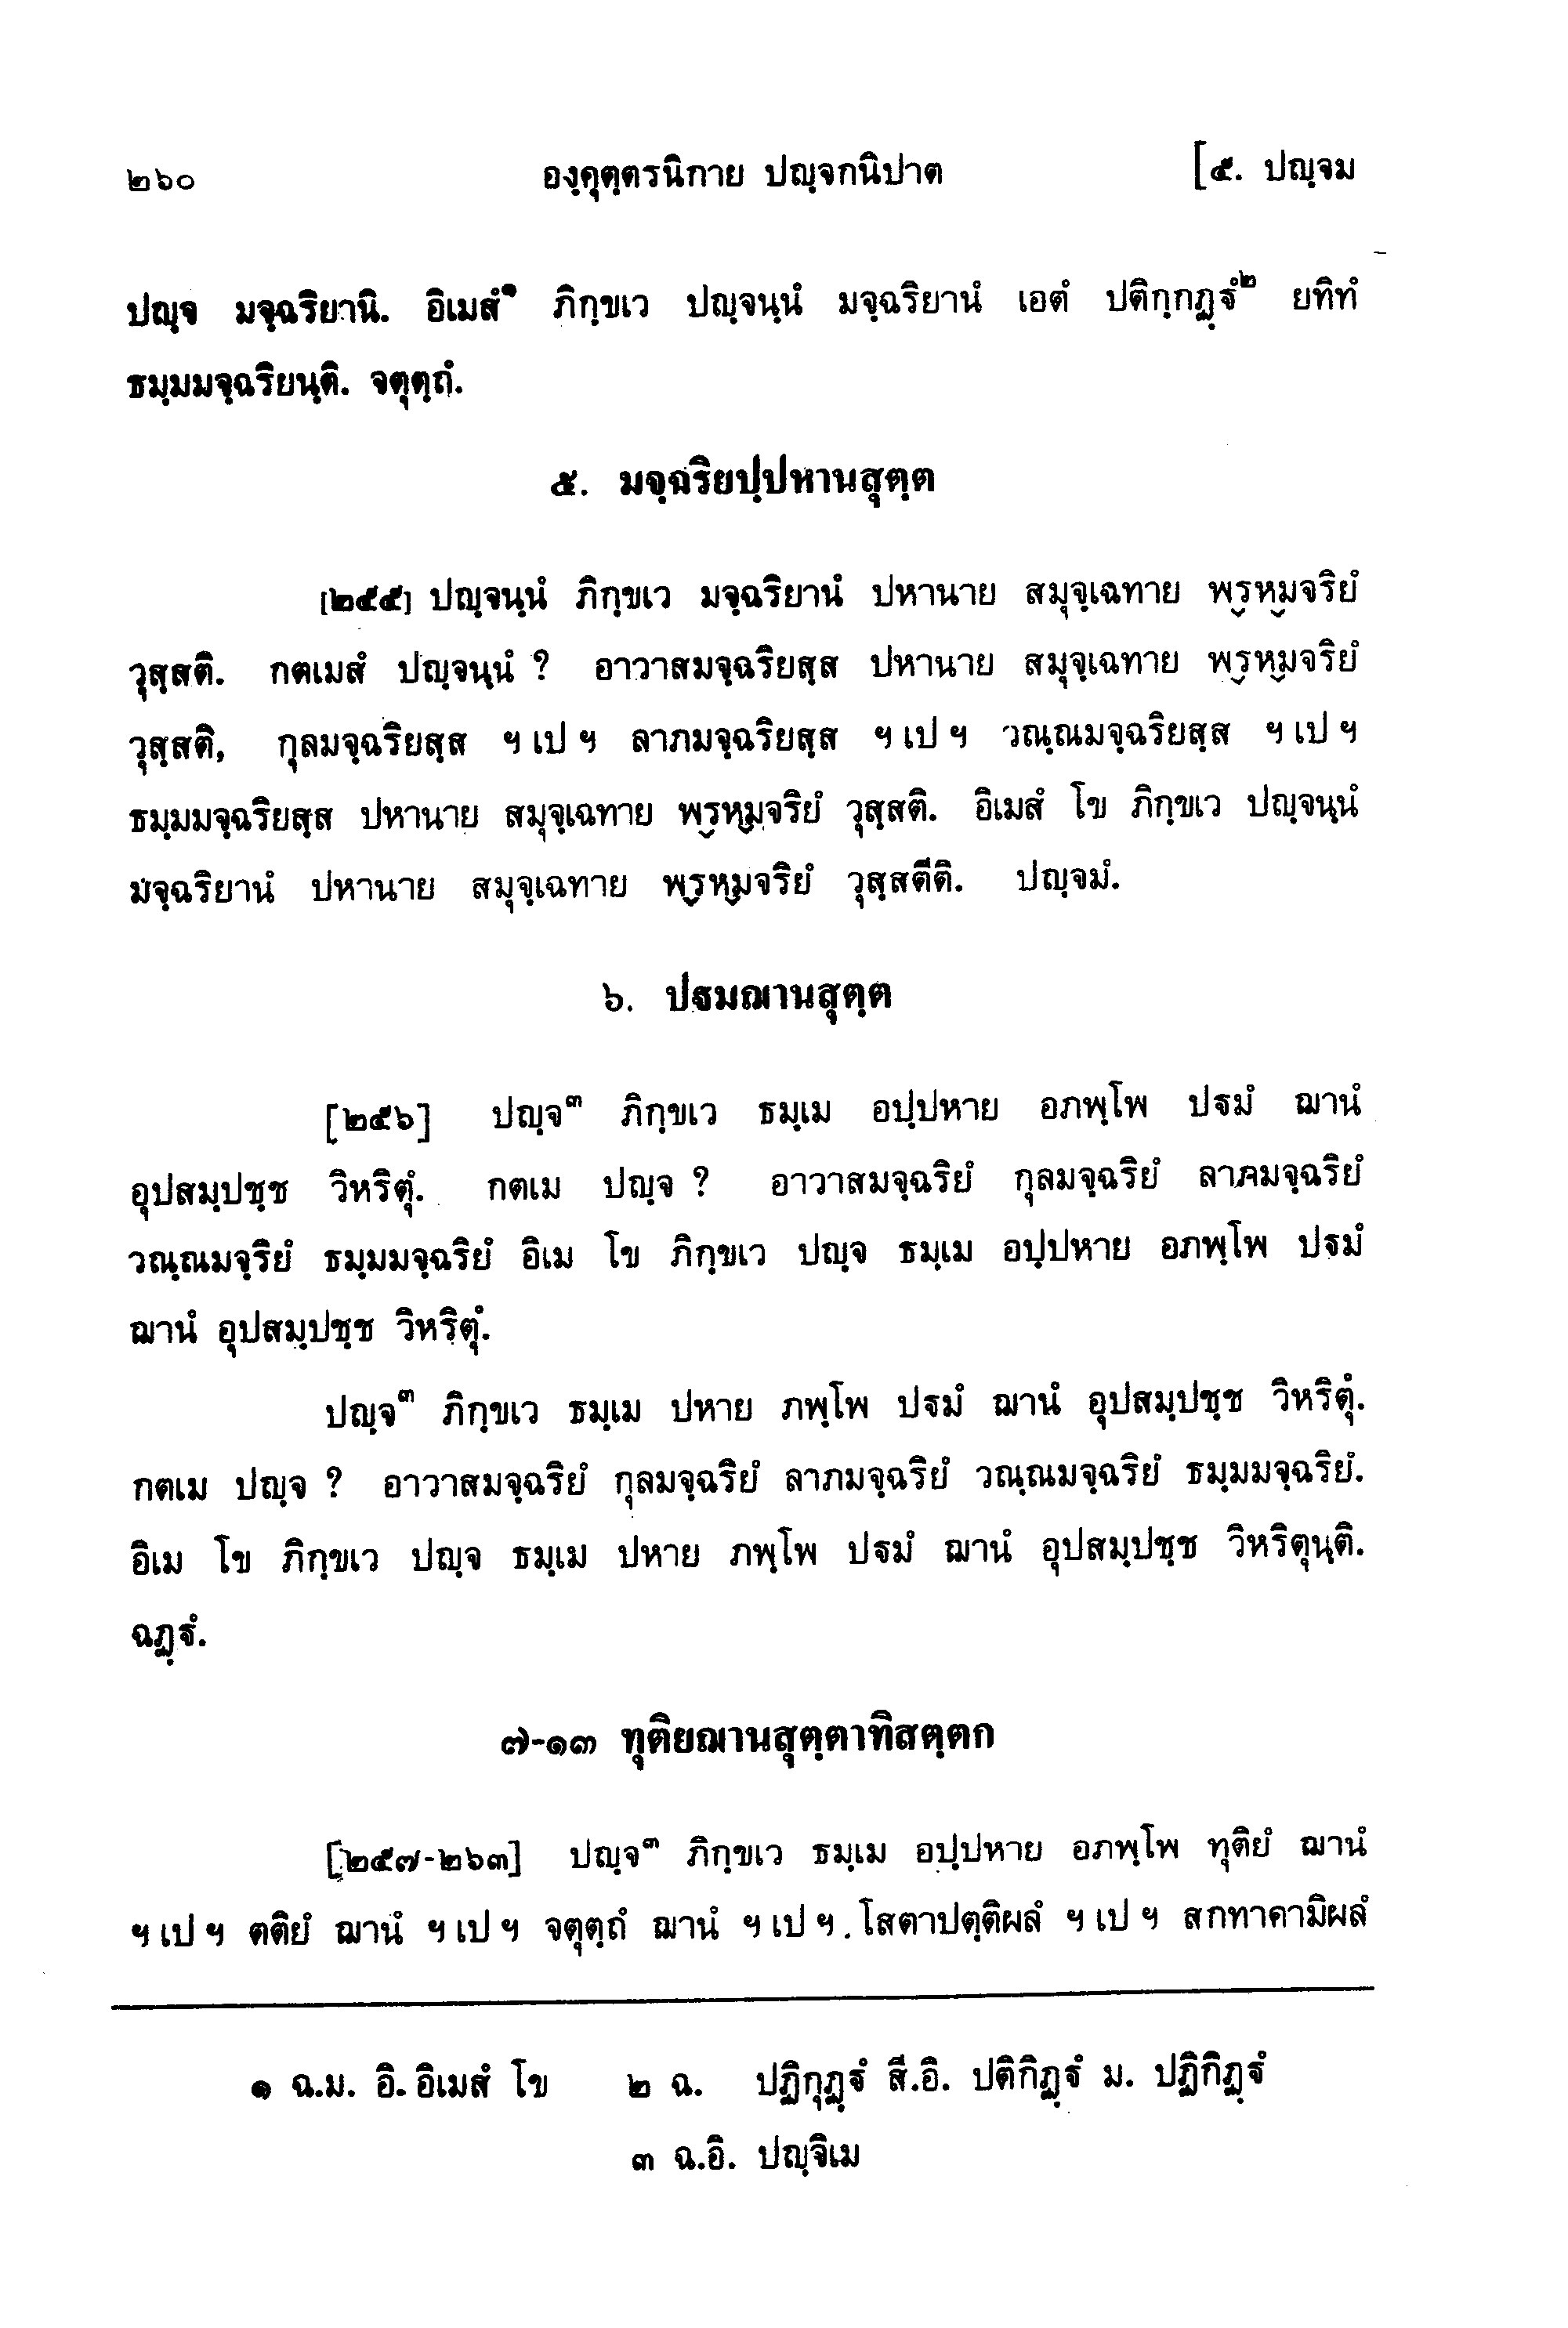 ๒๖๐ องฺคุตฺตรนิกาย ปญฺจกนิปาต [๕. ปญฺจม
ปญฺจ มจฺฉริยานิ. อิเมสํ๑ ภิกฺขเว ปญฺจนฺนํ มจฺฉริยานํ เอตํ ปติกฺกฏฺฐํ๒ ยทิทํ
ธมฺมมจฺฉริยนฺติ. จตุตฺถํ.
๕. มจฺฉริยปฺปหานสุตฺต
[๒๕๕] ปญฺจนฺนํ ภิกฺขเว มจฺฉริยานํ ปหานาย สมุจฺเฉทาย พฺรหฺมจริยํ
วุสฺสติ. กตเมสํ ปญฺจนฺนํ ? อาวาสมจฺฉริยสฺส ปหานาย สมุจฺเฉทาย พฺรหฺมจริยํ
วุสฺสติ, กุลมจฺฉริยสฺส ฯ เป ฯ ลาภมจฺฉริยสฺส ฯ เป ฯ วณฺณมจฺฉริยสฺส ฯ เป ฯ
ธมฺมมจฺฉริยสฺส ปหานาย สมุจฺเฉทาย พฺรหฺมจริยํ วุสฺสติ. อิเมสํ โข ภิกฺขเว ปญฺจนฺนํ
มจฺฉริยานํ ปหานาย สมุจฺเฉทาย พฺรหฺมจริยํ วุสฺสตีติ. ปญฺจมํ.
๖. ปฐมฌานสุตฺต
[๒๕๖] ปญฺจ๓ ภิกฺขเว ธมฺเม อปฺปหาย อภพฺโพ ปฐมํ ฌานํ
อุปสมฺปชฺช วิหริตุํ. กตเม ปญฺจ ? อาวาสมจฺฉริยํ กุลมจฺฉริยํ ลาภมจฺฉริยํ
วณฺณมจฺริยํ ธมฺมมจฺฉริยํ อิเม โข ภิกฺขเว ปญฺจ ธมฺเม อปฺปหาย อภพฺโพ ปฐมํ
ฌานํ อุปสมฺปชฺช วิหริตุํ.
ปญฺจ๓ ภิกฺขเว ธมฺเม ปหาย ภพฺโพ ปฐมํ ฌานํ อุปสมฺปชฺช วิหริตุํ.
กตเม ปญฺจ ? อาวาสมจฺฉริยํ กุลมจฺฉริยํ ลาภมจฺฉริยํ วณฺณมจฺฉริยํ ธมฺมมจฺฉริยํ.
อิเม โข ภิกฺขเว ปญฺจ ธมฺเม ปหาย ภพฺโพ ปฐมํ ฌานํ อุปสมฺปชฺช วิหริตุนฺติ.
ฉฏฺฐํ.
๗-๑๓ ทุติยฌานสุตฺตาทิสตฺตก
[๒๕๗-๒๖๓] ปญฺจ๓ ภิกฺขเว ธมฺเม อปฺปหาย อภพฺโพ ทุติยํ ฌานํ
ฯ เป ฯ ตติยํ ฌานํ ฯ เป ฯ จตุตฺถํ ฌานํ ฯ เป ฯ โสตาปตฺติผลํ ฯ เป ฯ สกทาคามิผลํ
๑ ฉ.ม. อิ. อิเมสํ โข ๒ ฉ. ปฏิกุฏฺฐํ สี.อิ. ปติกิฏฺฐํ ม. ปฏิกิฏฺฐํ
๓ ฉ.อิ. ปญฺจิเม